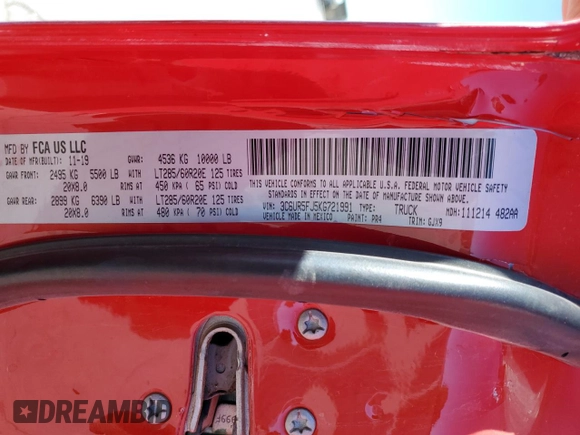 MFD BY FCA US LLC
DATE OF MFR(BUILT): 11-19 GVWR: 4536 KG 10000 LB
GAWR FRONT: 2495 KG 5500 LB WITH LT285/60R20E 125 TIRES
20X8.0 RIMS AT 450 KPA ( 65 PSI) COLD
GAWR REAR: 2899 KG 6390 LB WITH LT285/60R20E 125 TIRES
20X8.0 RIMS AT 480 KPA ( 70 PSI) COLD
THIS VEHICLE CONFORMS TO ALL APPLICABLE U.S.A. FEDERAL MOTOR VEHICLE SAFETY
STANDARDS IN EFFECT ON THE DATE OF MANUFACTURE SHOWN ABOVE.
VIN: 3C6UR5FJ5KG721991 TYPE: TRUCK MDH: 111214 482AA
VEHICLE MADE IN MEXICO PAINT: PR4 TRIM: GJX9
DREAMBID